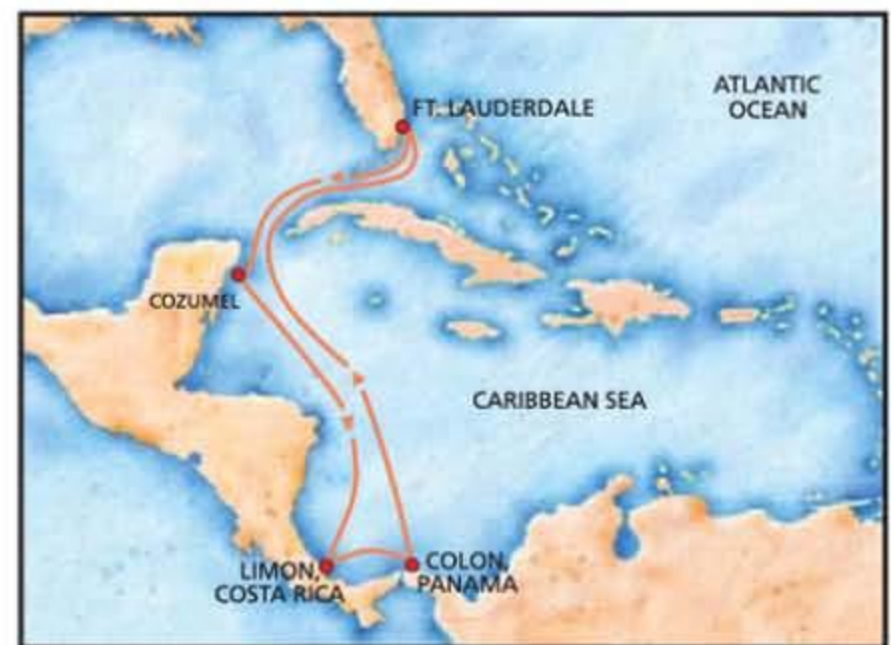 ATLANTIC
OCEAN
FT. LAUDERDALE
COZUMEL
CARIBBEAN SEA
LIMON,
COSTA RICA
COLON,
PANAMA